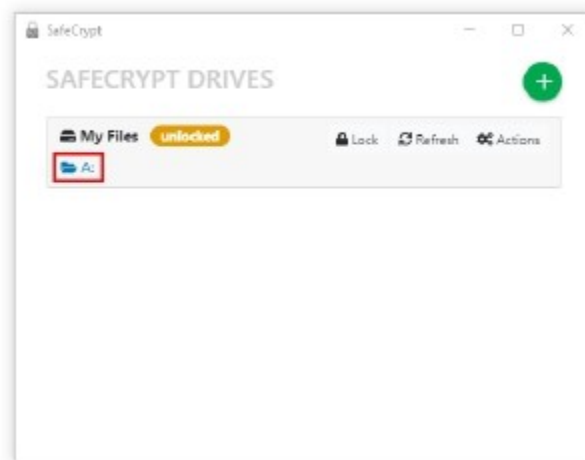 SafeCrypt
SAFECRYPT DRIVES
My Files unlocked Lock Refresh Actions
A: